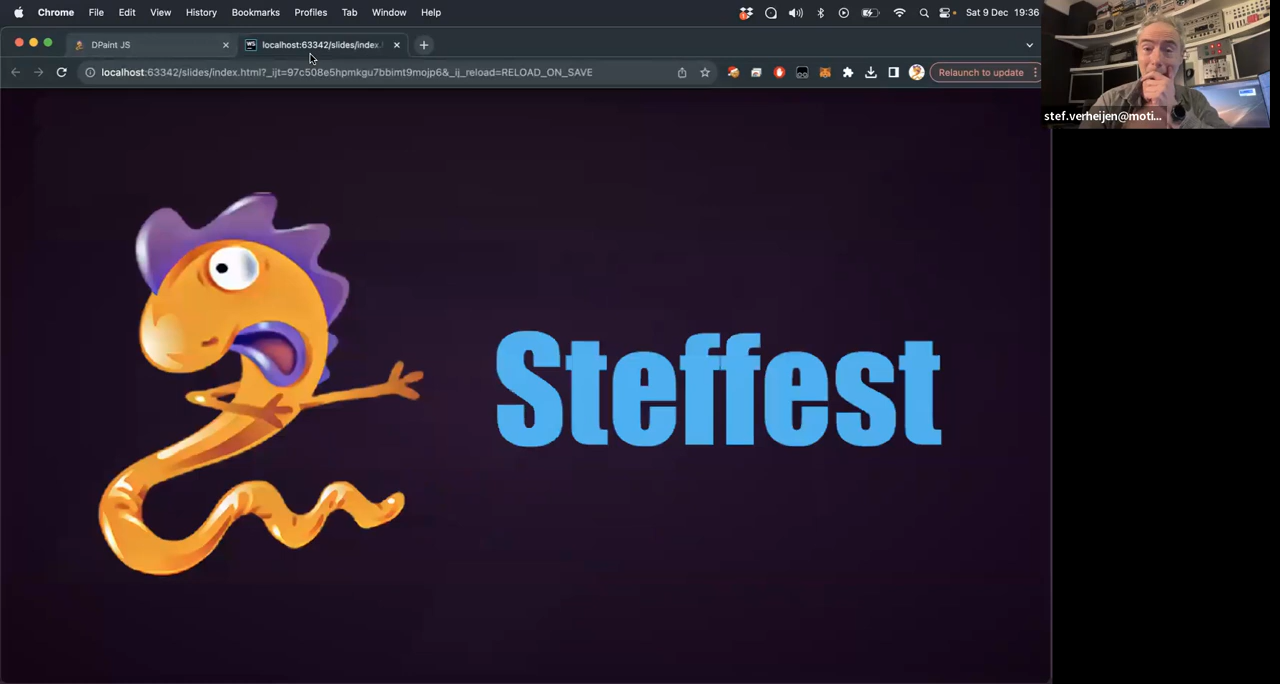 Chrome File Edit View History Bookmarks Profiles Tab Window Help Sat 9 Dec 19:36
DPaint JS localhost:63342/slides/index.
localhost:63342/slides/index.html?_ijt=97c508e5hpmkgu7bbimt9mojp6&_ij_reload=RELOAD_ON_SAVE Relaunch to update
stef.verheijen@moti...
Steffest